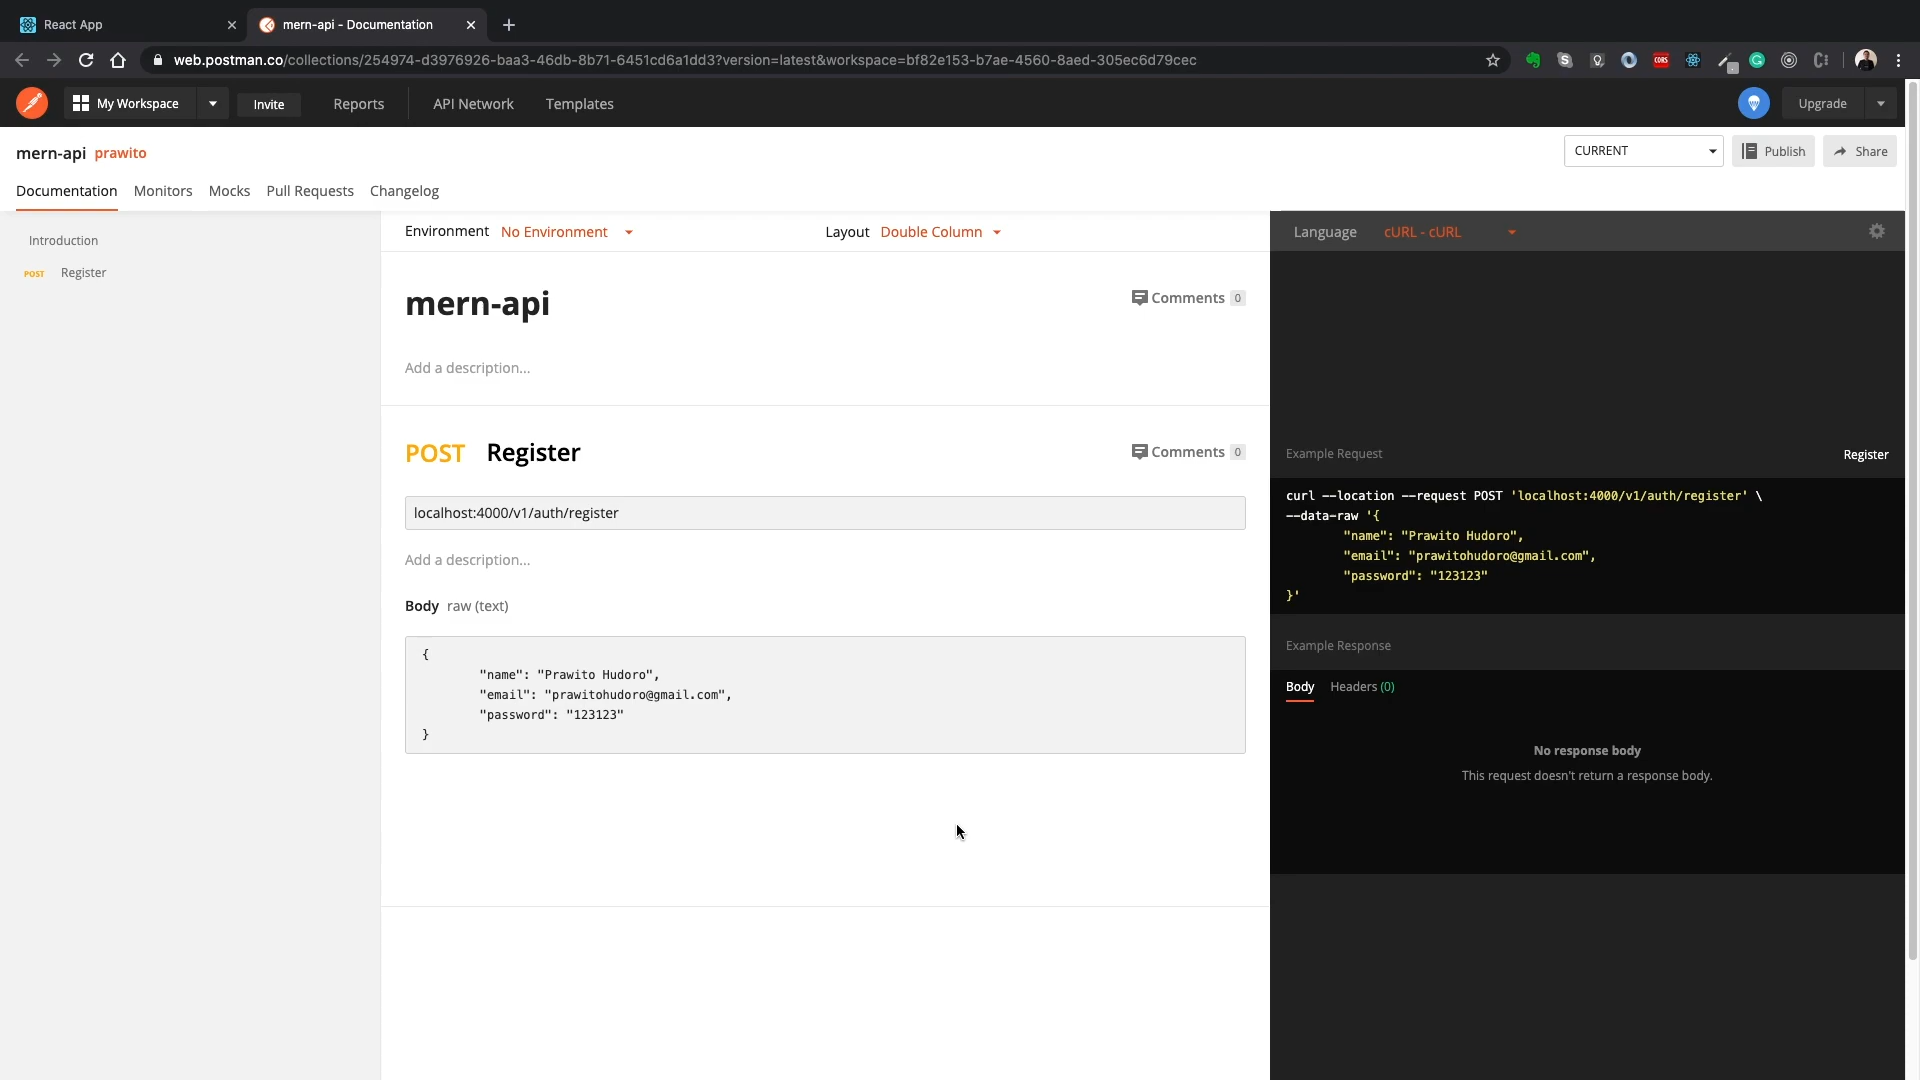 React App
mern-api - Documentation
web.postman.co/collections/254974-d3976926-baa3-46db-8b71-6451cd6a1dd3?version=latest&workspace=bf82e153-b7ae-4560-8aed-305ec6d79cec
My Workspace
Invite
Reports
API Network
Templates
Upgrade
mern-api prawito
CURRENT
Publish
Share
Documentation
Monitors
Mocks
Pull Requests
Changelog
Introduction
POST Register
Environment No Environment
Layout Double Column
Language cURL - cURL
mern-api
Comments 0
Add a description...
POST Register
Comments 0
localhost:4000/v1/auth/register
Add a description...
Body raw (text)
{
"name": "Prawito Hudoro",
"email": "prawitohudoro@gmail.com",
"password": "123123"
}
Example Request
Register
curl --location --request POST 'localhost:4000/v1/auth/register' \
--data-raw '{
"name": "Prawito Hudoro",
"email": "prawitohudoro@gmail.com",
"password": "123123"
}'
Example Response
Body
Headers (0)
No response body
This request doesn't return a response body.